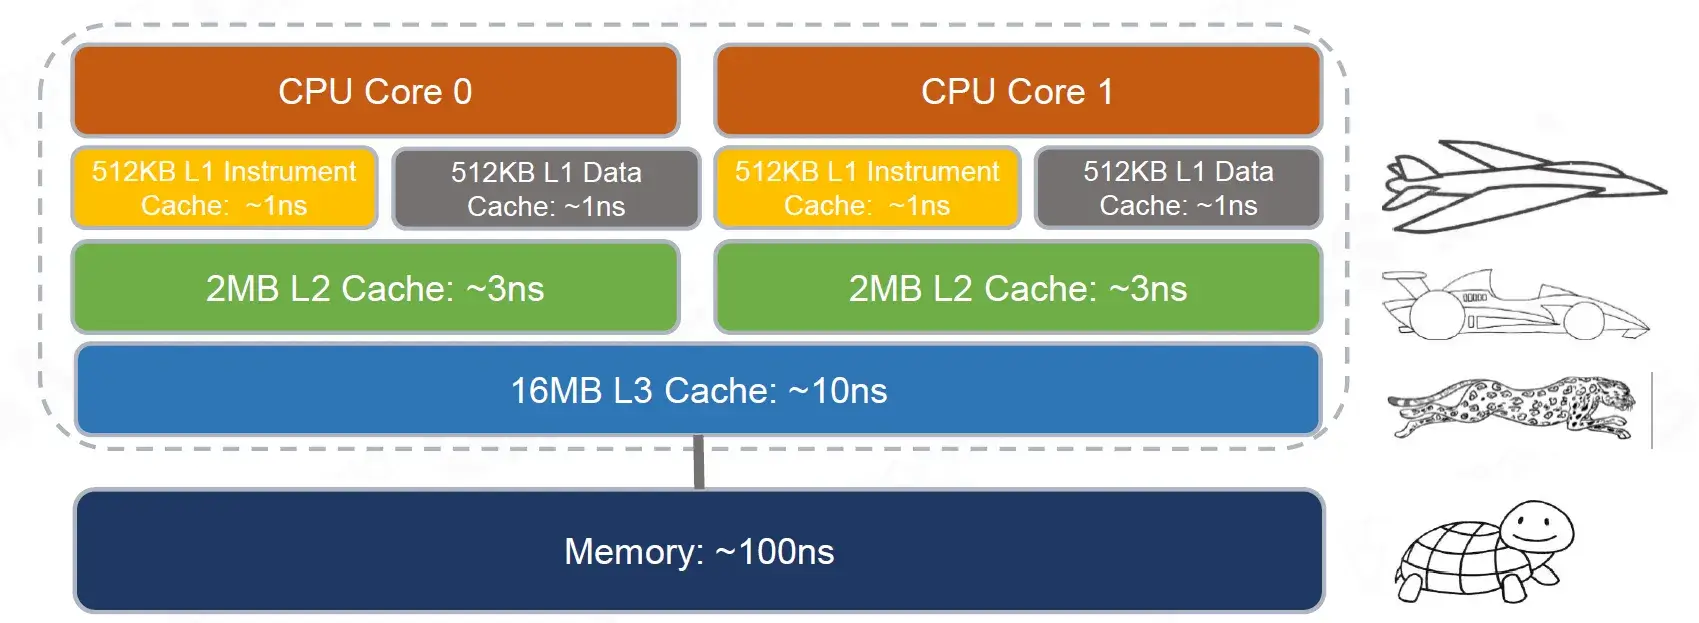 CPU Core 0
CPU Core 1
512KB L1 Instrument
Cache:  ~1ns
512KB L1 Data
Cache: ~1ns
512KB L1 Instrument
Cache:  ~1ns
512KB L1 Data
Cache: ~1ns
2MB L2 Cache: ~3ns
2MB L2 Cache: ~3ns
16MB L3 Cache: ~10ns
Memory: ~100ns